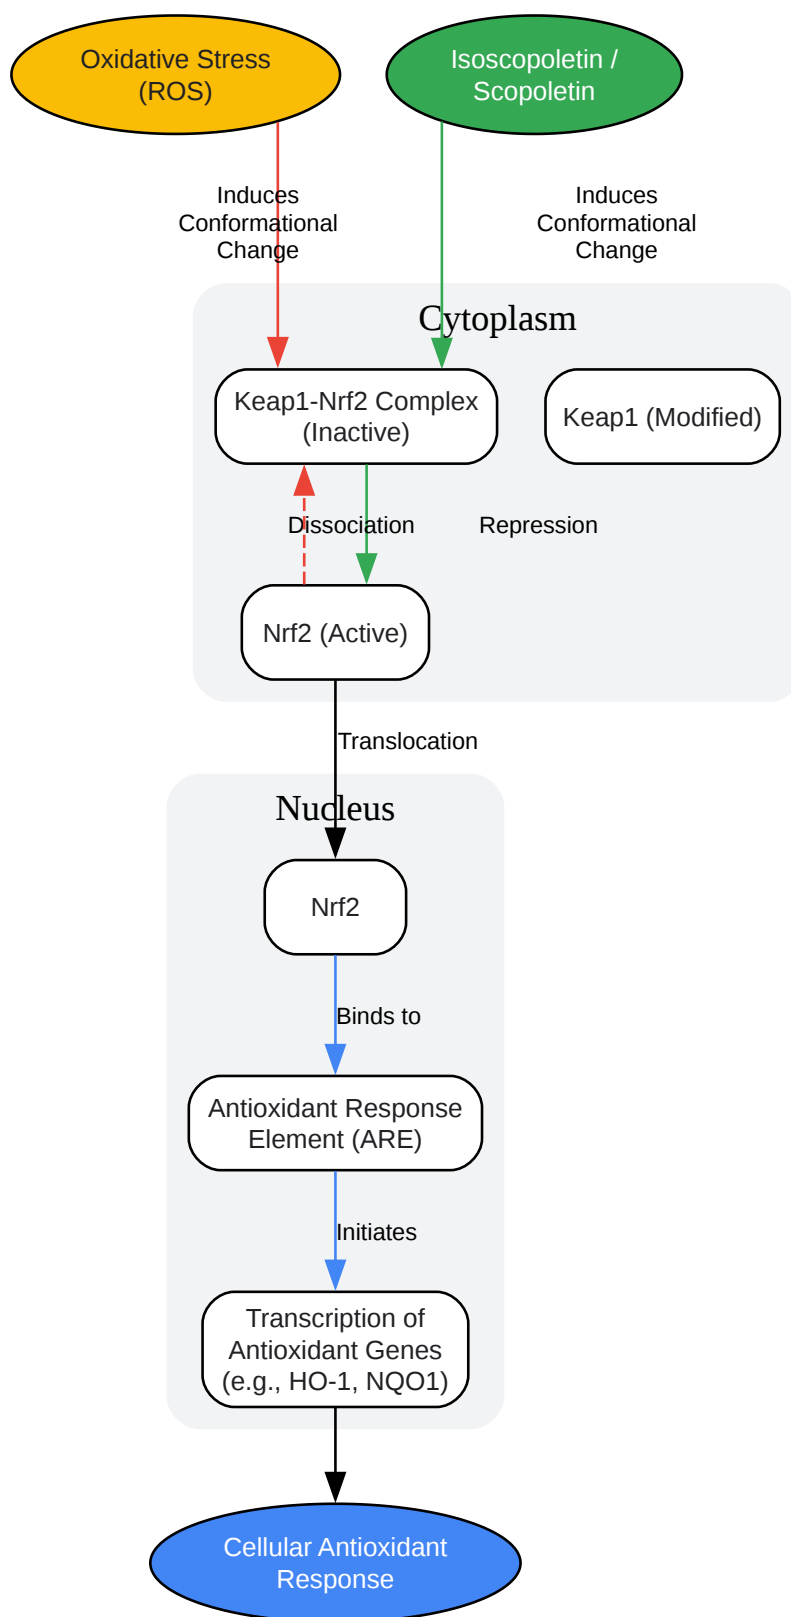 Oxidative Stress
(ROS)
Isoscopoletin /
Scopoletin
Induces
Conformational
Change
Induces
Conformational
Change
Cytoplasm
Keap1-Nrf2 Complex
(Inactive)
Keap1 (Modified)
Dissociation
Repression
Nrf2 (Active)
Translocation
Nucleus
Nrf2
Binds to
Antioxidant Response
Element (ARE)
Initiates
Transcription of
Antioxidant Genes
(e.g., HO-1, NQO1)
Cellular Antioxidant
Response